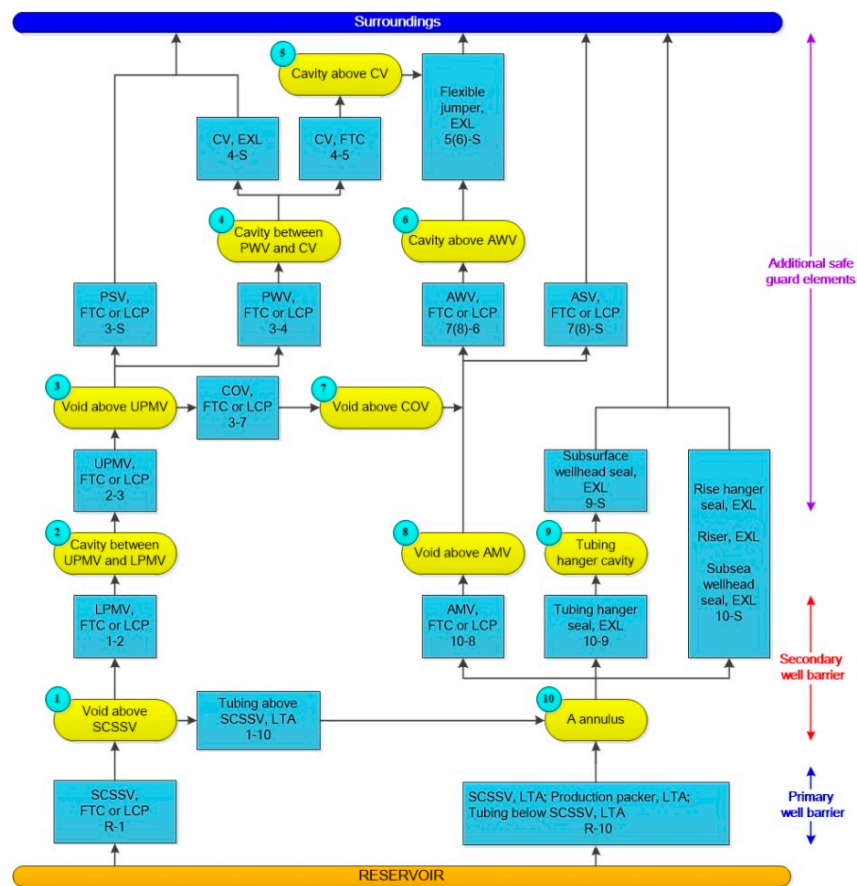 Surroundings
5
Cavity above CV
Flexible
jumper,
EXL
5(6)-S
CV, EXL
4-S
CV, FTC
4-5
4
Cavity between
PWV and CV
6
Cavity above AWV
Additional safe
guard elements
PSV,
FTC or LCP
3-S
PWV,
FTC or LCP
3-4
AWV,
FTC or LCP
7(8)-6
ASV,
FTC or LCP
7(8)-S
3
Void above UPMV
COV,
FTC or LCP
3-7
7
Void above COV
UPMV,
FTC or LCP
2-3
Subsurface
wellhead seal,
EXL
9-S
Rise hanger
seal, EXL
Riser, EXL
Subsea
wellhead
seal, EXL
10-S
2
Cavity between
UPMV and LPMV
8
Void above AMV
9
Tubing
hanger cavity
LPMV,
FTC or LCP
1-2
AMV,
FTC or LCP
10-8
Tubing hanger
seal, EXL
10-9
Secondary
well barrier
1
Void above
SCSSV
Tubing above
SCSSV, LTA
1-10
10
A annulus
SCSSV,
FTC or LCP
R-1
SCSSV, LTA; Production packer, LTA;
Tubing below SCSSV, LTA
R-10
Primary
well barrier
RESERVOIR